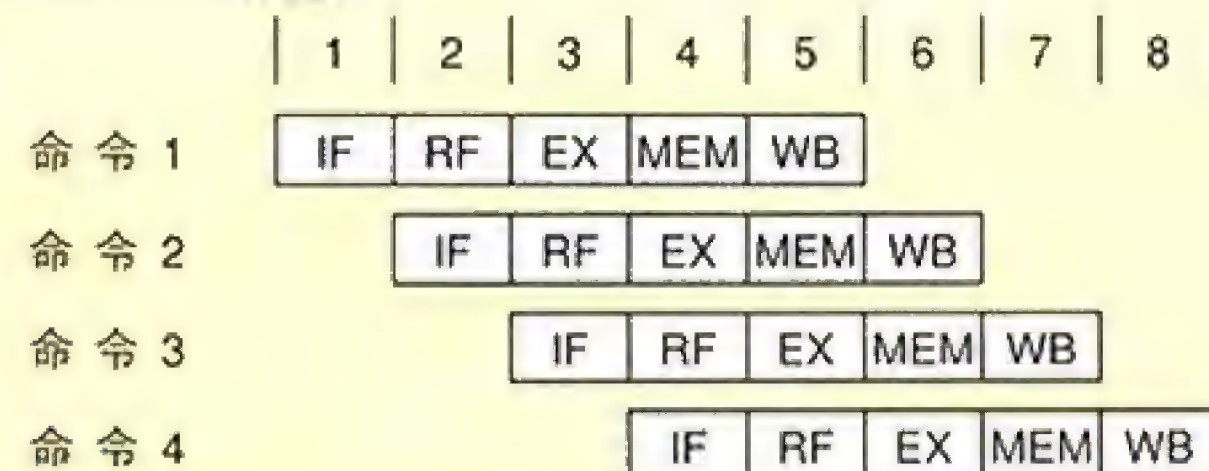 1 2 3 4 5 6 7 8
命令 1 IF RF EX MEM WB
命令 2 IF RF EX MEM WB
命令 3 IF RF EX MEM WB
命令 4 IF RF EX MEM WB